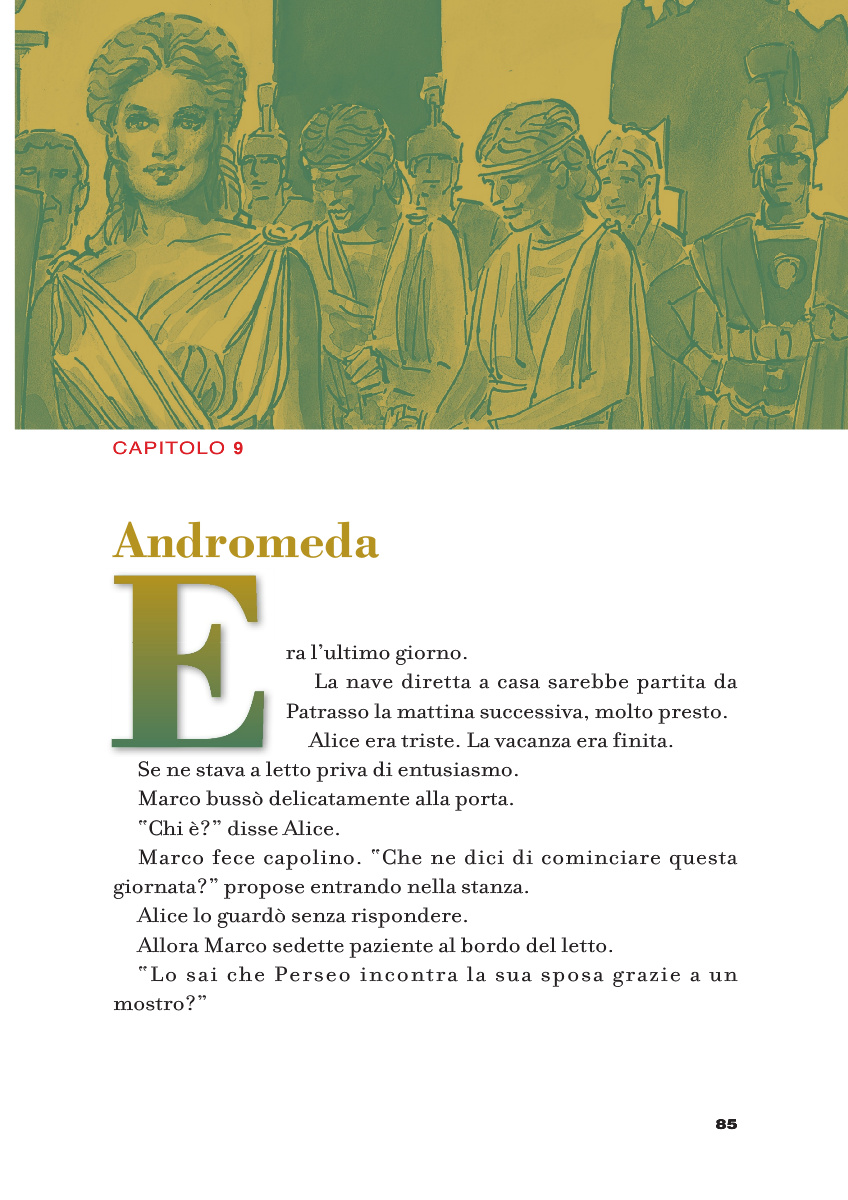 CAPITOLO 9
Andromeda
Era l’ultimo giorno.
La nave diretta a casa sarebbe partita da
Patrasso la mattina successiva, molto presto.
Alice era triste. La vacanza era finita.
Se ne stava a letto priva di entusiasmo.
Marco bussò delicatamente alla porta.
‟Chi è?” disse Alice.
Marco fece capolino. ‟Che ne dici di cominciare questa
giornata?” propose entrando nella stanza.
Alice lo guardò senza rispondere.
Allora Marco sedette paziente al bordo del letto.
‟Lo sai che Perseo incontra la sua sposa grazie a un
mostro?”
85